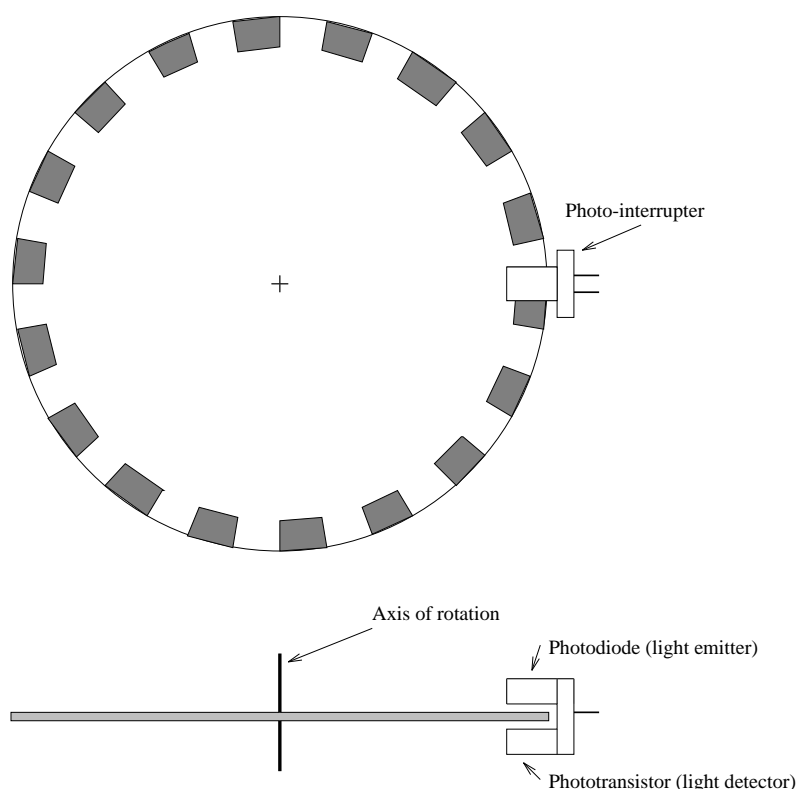 Photo-interrupter
Axis of rotation
Photodiode (light emitter)
Phototransistor (light detector)